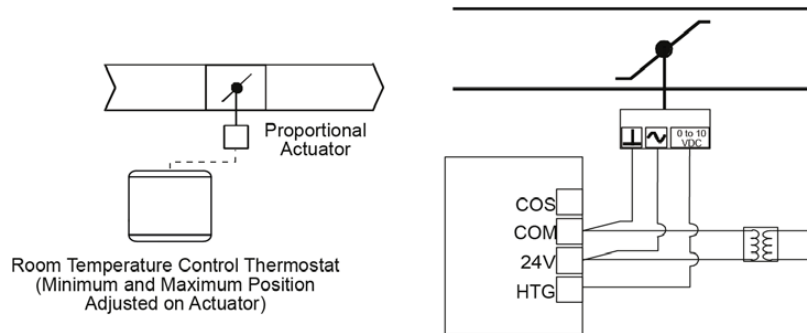 Proportional
Actuator
Room Temperature Control Thermostat
(Minimum and Maximum Position
Adjusted on Actuator)
0 to 10
VDC
COS
COM
24V
HTG